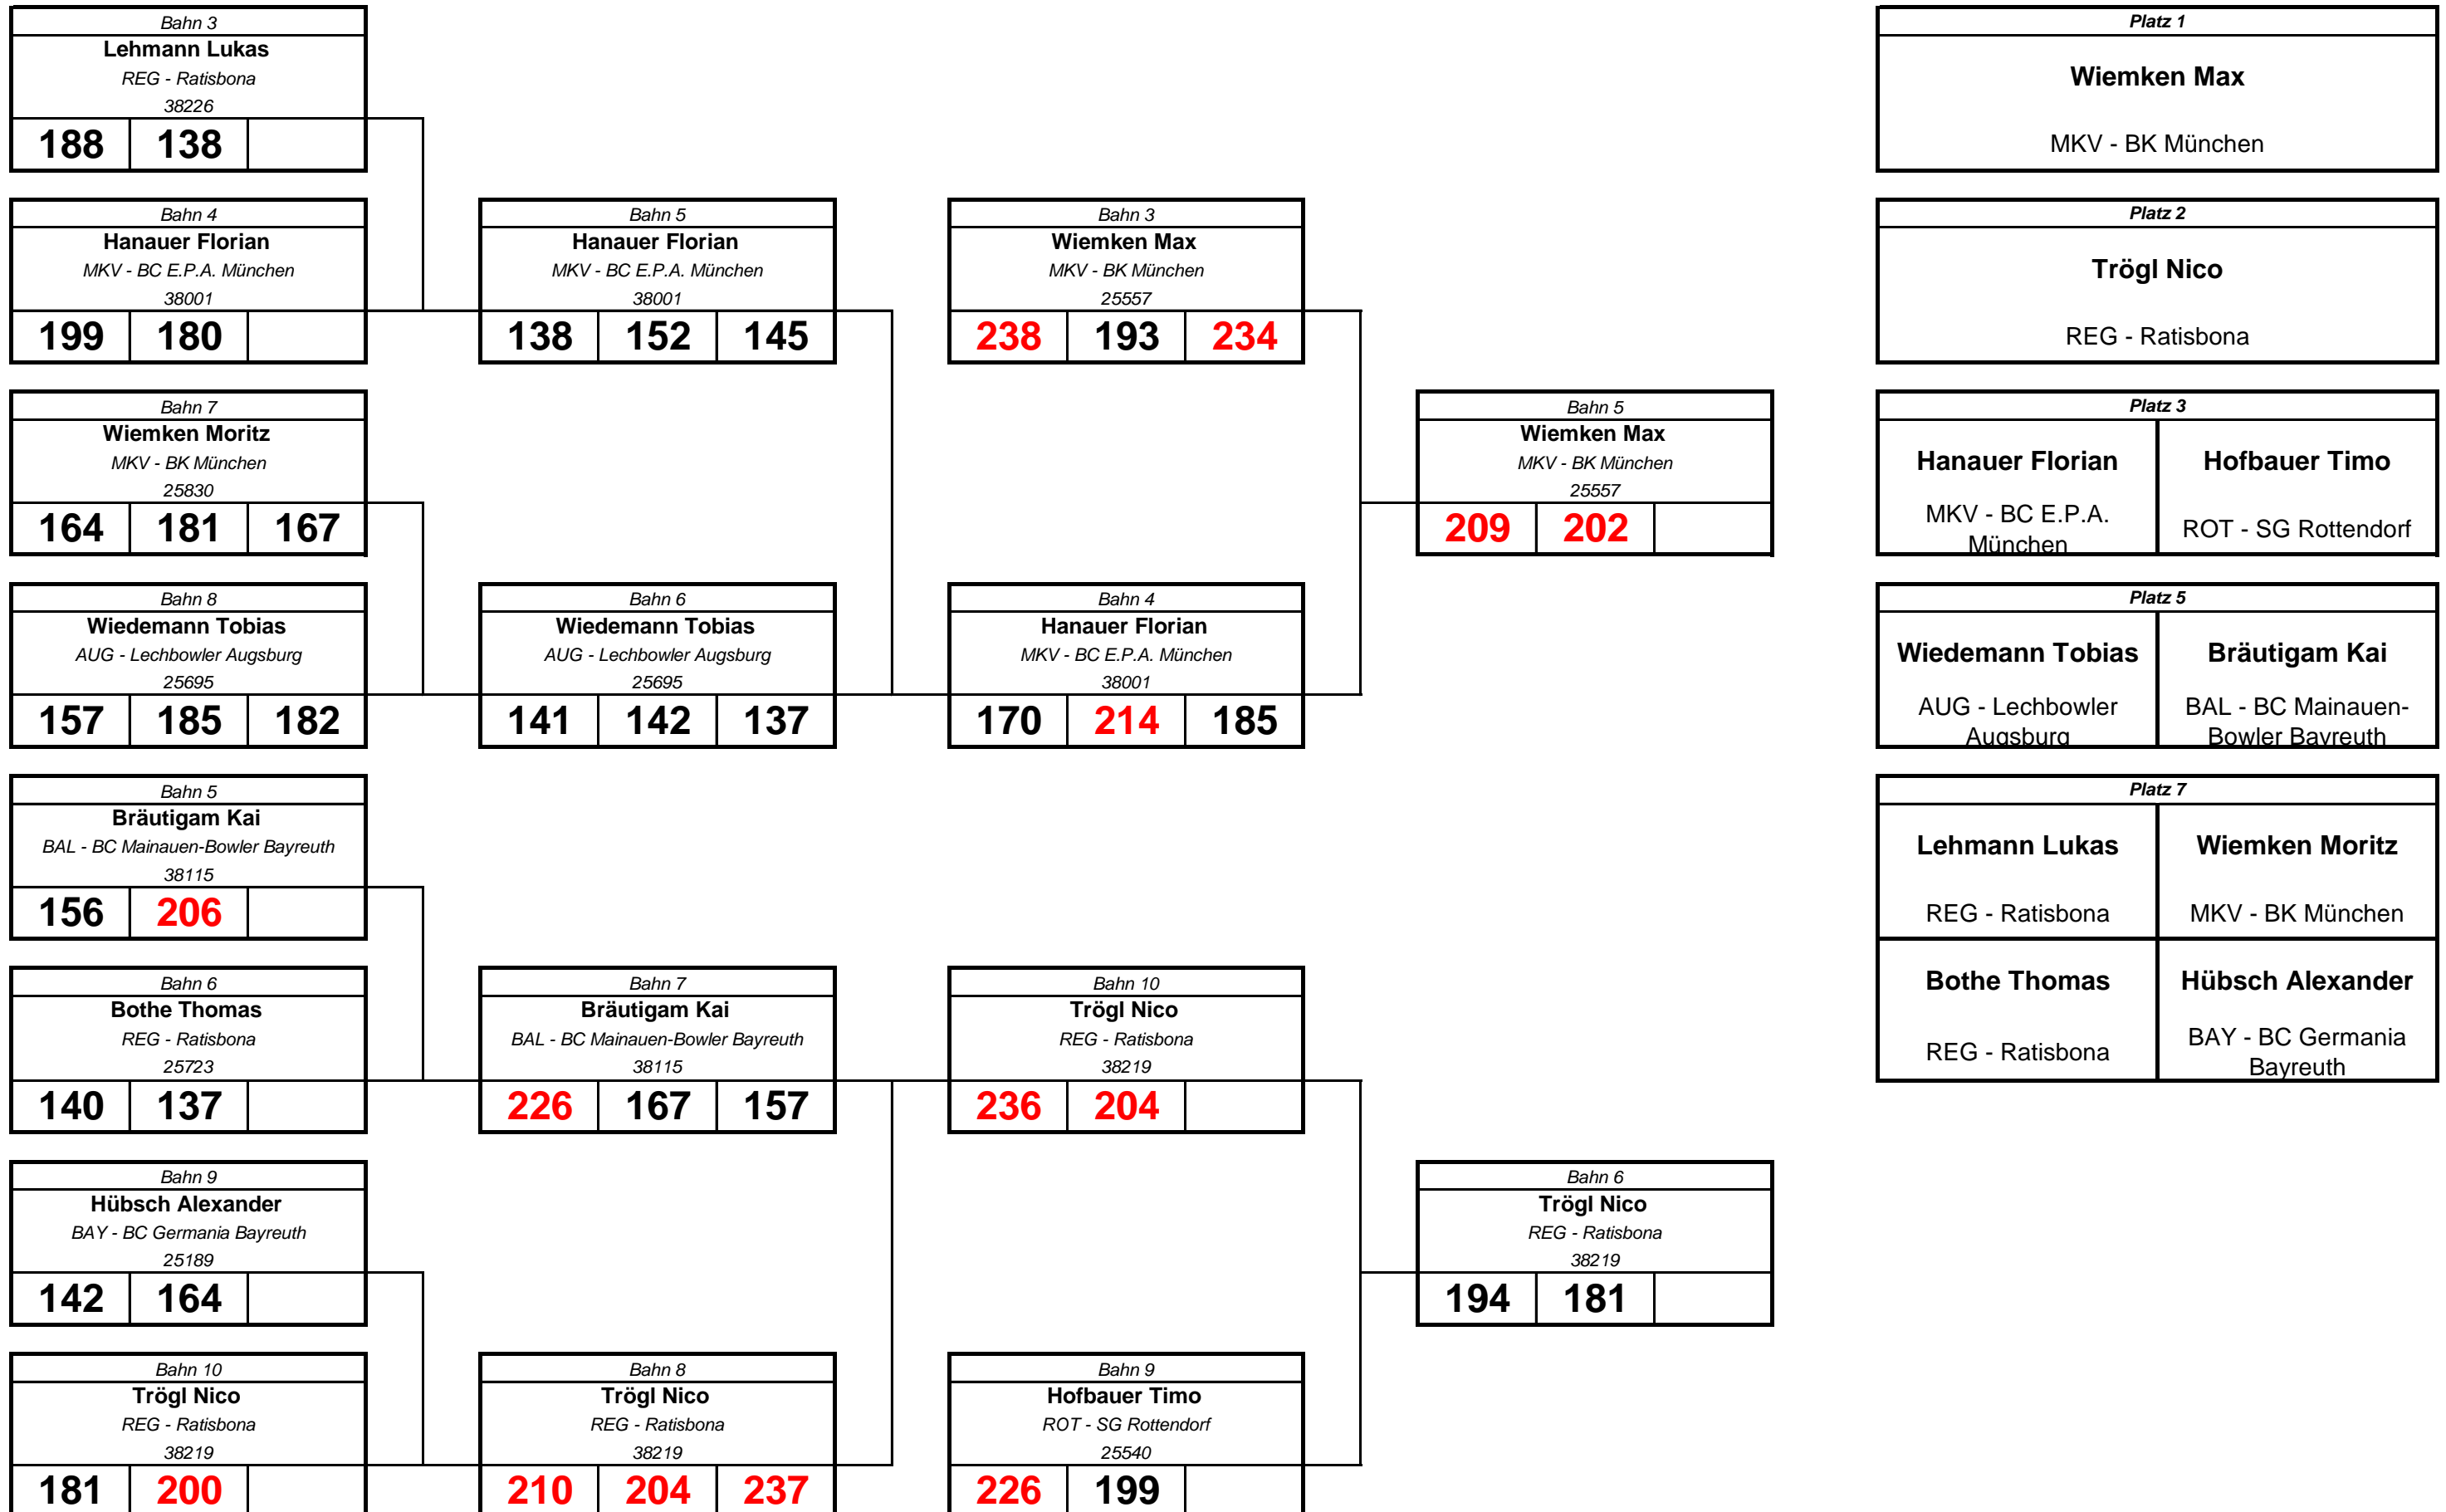 Bahn 3
Lehmann Lukas
REG - Ratisbona
38226
188 138
Bahn 4
Hanauer Florian
MKV - BC E.P.A. München
38001
199 180
Bahn 7
Wiemken Moritz
MKV - BK München
25830
164 181 167
Bahn 8
Wiedemann Tobias
AUG - Lechbowler Augsburg
25695
157 185 182
Bahn 5
Bräutigam Kai
BAL - BC Mainauen-Bowler Bayreuth
38115
156 206
Bahn 6
Bothe Thomas
REG - Ratisbona
25723
140 137
Bahn 9
Hübsch Alexander
BAY - BC Germania Bayreuth
25189
142 164
Bahn 10
Trögl Nico
REG - Ratisbona
38219
181 200
Bahn 5
Hanauer Florian
MKV - BC E.P.A. München
38001
138 152 145
Bahn 6
Wiedemann Tobias
AUG - Lechbowler Augsburg
25695
141 142 137
Bahn 7
Bräutigam Kai
BAL - BC Mainauen-Bowler Bayreuth
38115
226 167 157
Bahn 8
Trögl Nico
REG - Ratisbona
38219
210 204 237
Bahn 3
Wiemken Max
MKV - BK München
25557
238 193 234
Bahn 4
Hanauer Florian
MKV - BC E.P.A. München
38001
170 214 185
Bahn 10
Trögl Nico
REG - Ratisbona
38219
236 204
Bahn 9
Hofbauer Timo
ROT - SG Rottendorf
25540
226 199
Bahn 5
Wiemken Max
MKV - BK München
25557
209 202
Bahn 6
Trögl Nico
REG - Ratisbona
38219
194 181
Platz 1
Wiemken Max
MKV - BK München
Platz 2
Trögl Nico
REG - Ratisbona
Platz 3
Hanauer Florian
MKV - BC E.P.A.
München
Hofbauer Timo
ROT - SG Rottendorf
Platz 5
Wiedemann Tobias
AUG - Lechbowler
Augsburg
Bräutigam Kai
BAL - BC Mainauen-
Bowler Bayreuth
Platz 7
Lehmann Lukas
REG - Ratisbona
Wiemken Moritz
MKV - BK München
Bothe Thomas
REG - Ratisbona
Hübsch Alexander
BAY - BC Germania
Bayreuth